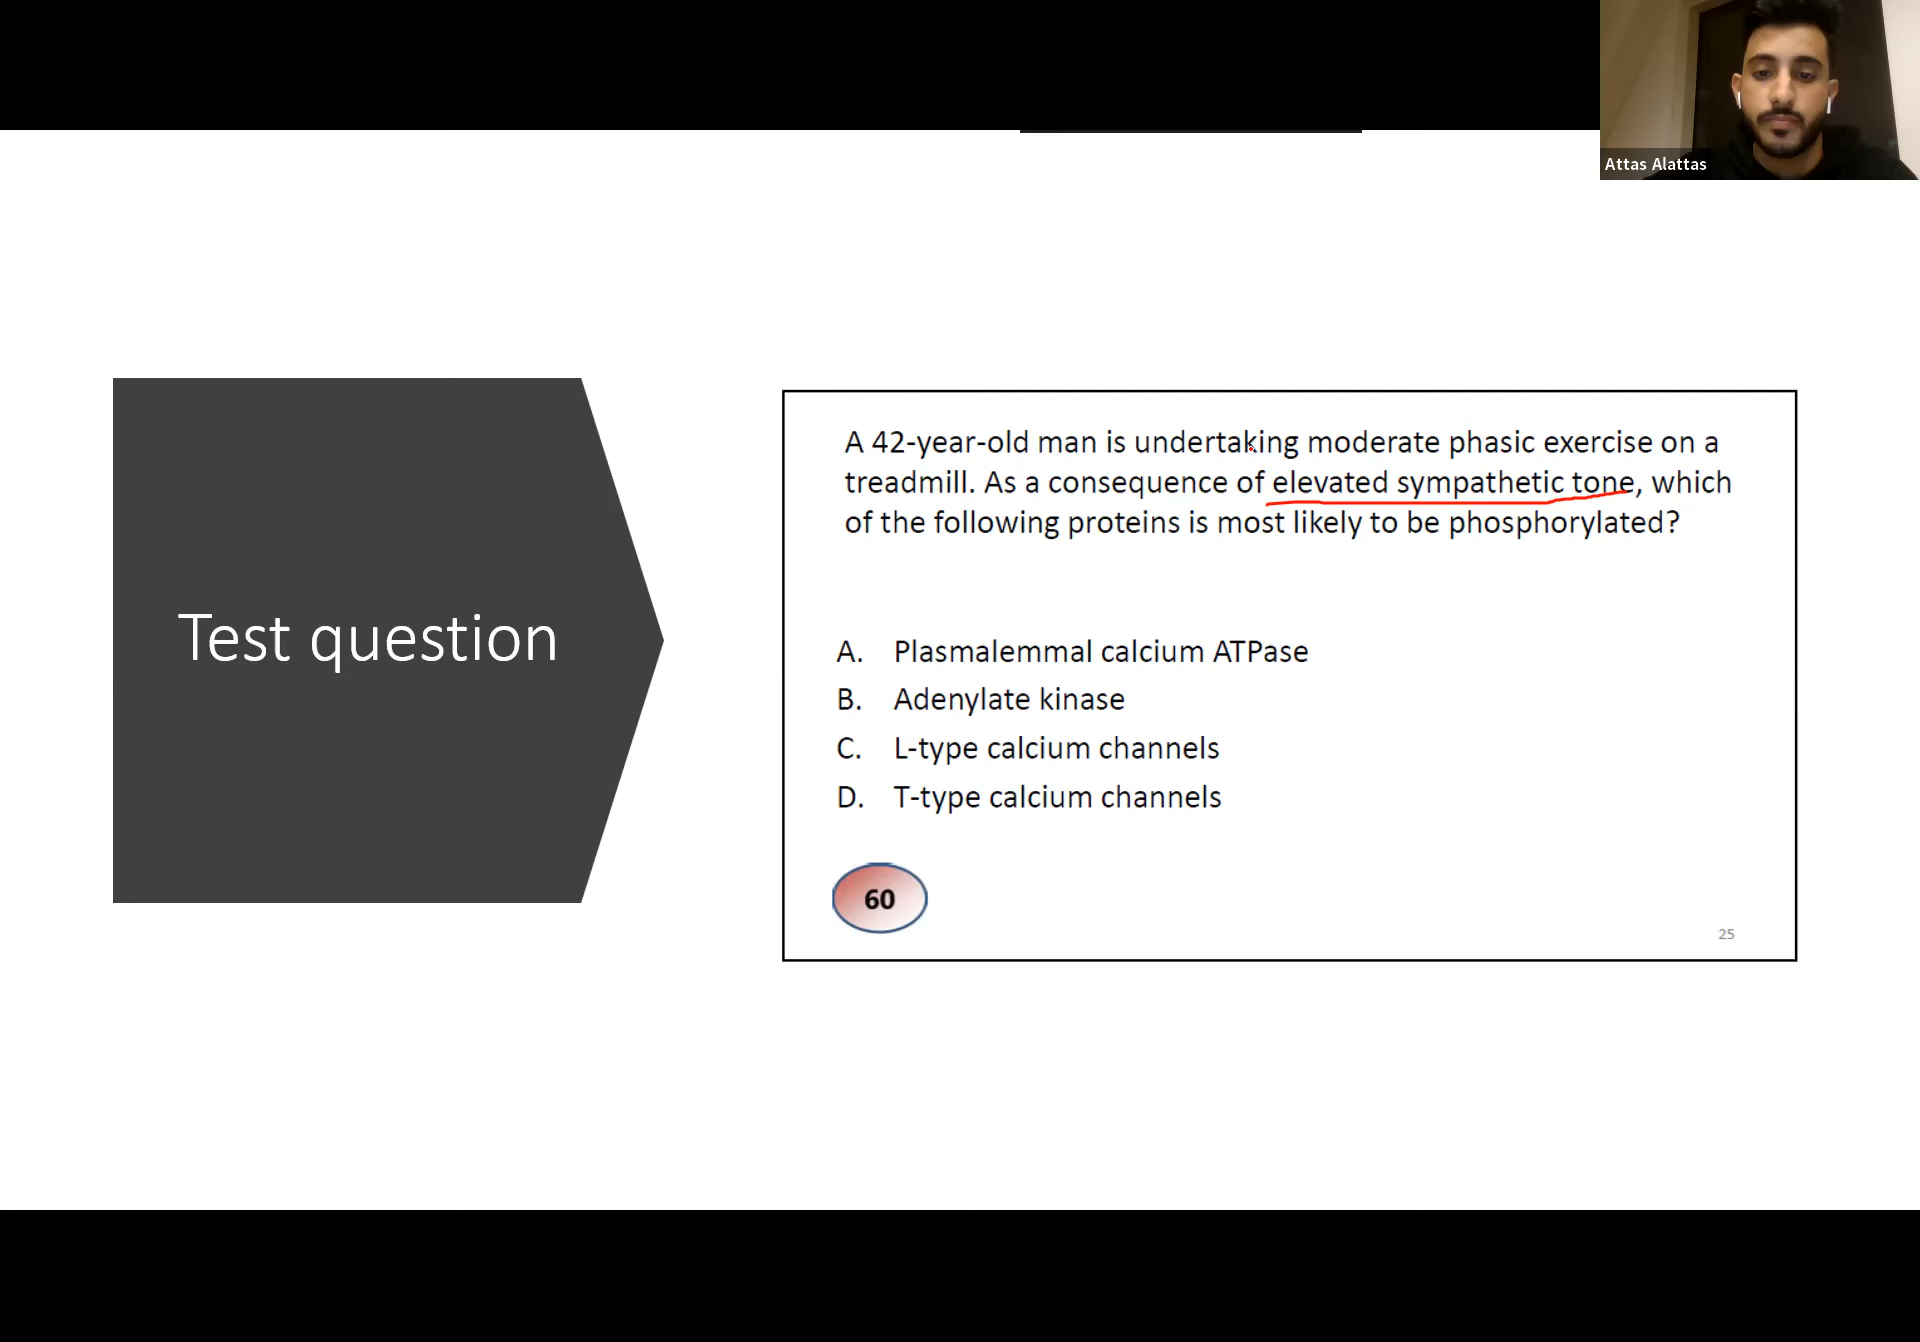 Attas Alattas
Test question
A 42-year-old man is undertaking moderate phasic exercise on a
treadmill. As a consequence of elevated sympathetic tone, which
of the following proteins is most likely to be phosphorylated?
A. Plasmalemmal calcium ATPase
B. Adenylate kinase
C. L-type calcium channels
D. T-type calcium channels
60
25